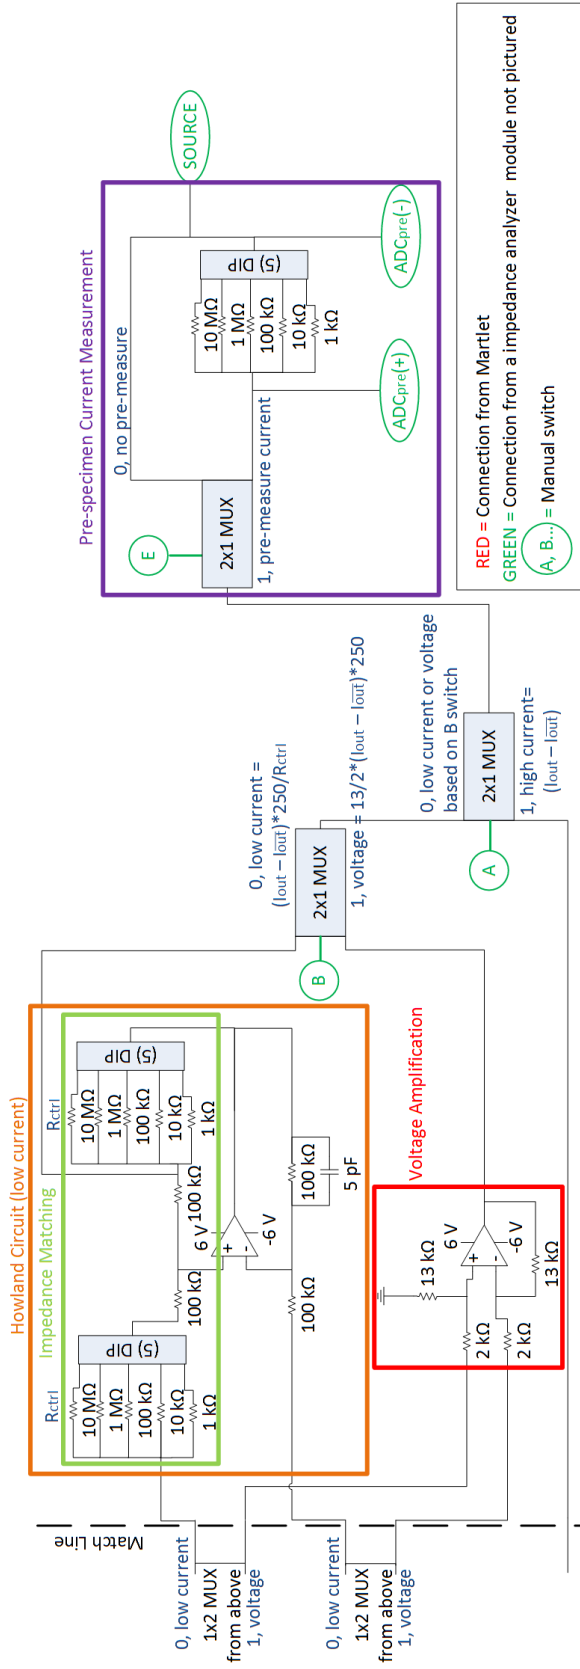 Match Line
0, low current
1x2 MUX
from above
1, voltage
0, low current
1x2 MUX
from above
1, voltage
Howland Circuit (low current)
Impedance Matching
Rctrl
10 MΩ
1 MΩ
100 kΩ
10 kΩ
1 kΩ
(5) DIP
100 kΩ
100 kΩ
6 V
+
-
-6 V
100 kΩ
100 kΩ
5 pF
Rctrl
10 MΩ
1 MΩ
100 kΩ
10 kΩ
1 kΩ
(5) DIP
Voltage Amplification
2 kΩ
2 kΩ
13 kΩ
6 V
+
-
-6 V
13 kΩ
B
2x1 MUX
0, low current =
(Iout – I̅o̅u̅t̅)*250/Rctrl
1, voltage = 13/2*(Iout – I̅o̅u̅t̅)*250
A
2x1 MUX
0, low current or voltage
based on B switch
1, high current=
(Iout – I̅o̅u̅t̅)
Pre-specimen Current Measurement
E
2x1 MUX
0, no pre-measure
1, pre-measure current
10 MΩ
1 MΩ
100 kΩ
10 kΩ
1 kΩ
(5) DIP
ADCpre(+)
ADCpre(-)
SOURCE
RED = Connection from Martlet
GREEN = Connection from a impedance analyzer module not pictured
A, B... = Manual switch